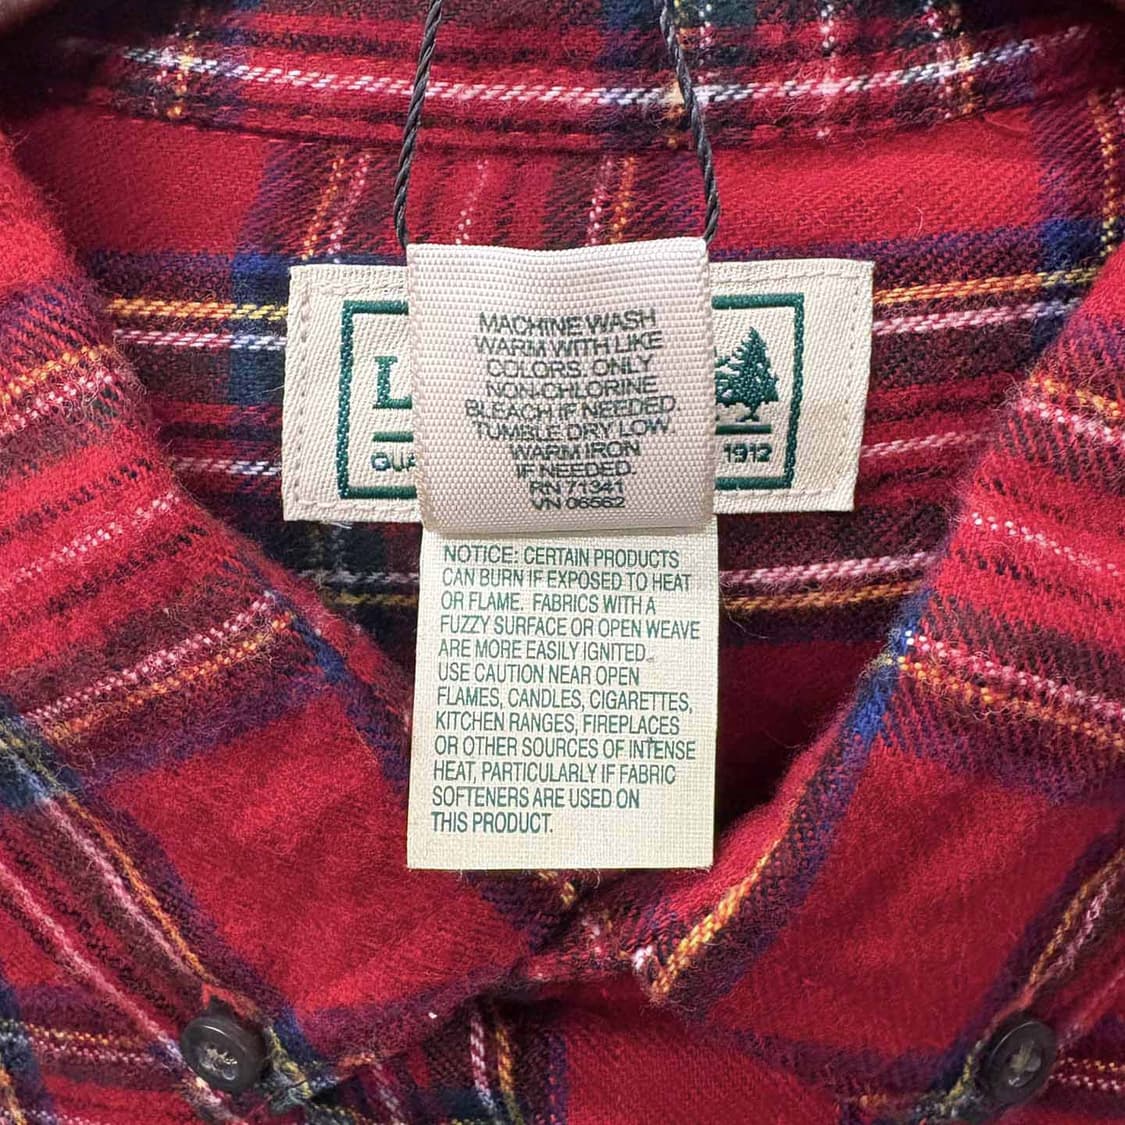 MACHINE WASH
WARM WITH LIKE
COLORS. ONLY
NON-CHLORINE
BLEACH IF NEEDED.
TUMBLE DRY LOW.
WARM IRON
IF NEEDED.
RN 71341
VN 06562
1912
NOTICE: CERTAIN PRODUCTS
CAN BURN IF EXPOSED TO HEAT
OR FLAME. FABRICS WITH A
FUZZY SURFACE OR OPEN WEAVE
ARE MORE EASILY IGNITED.
USE CAUTION NEAR OPEN
FLAMES, CANDLES, CIGARETTES,
KITCHEN RANGES, FIREPLACES
OR OTHER SOURCES OF INTENSE
HEAT, PARTICULARLY IF FABRIC
SOFTENERS ARE USED ON
THIS PRODUCT.